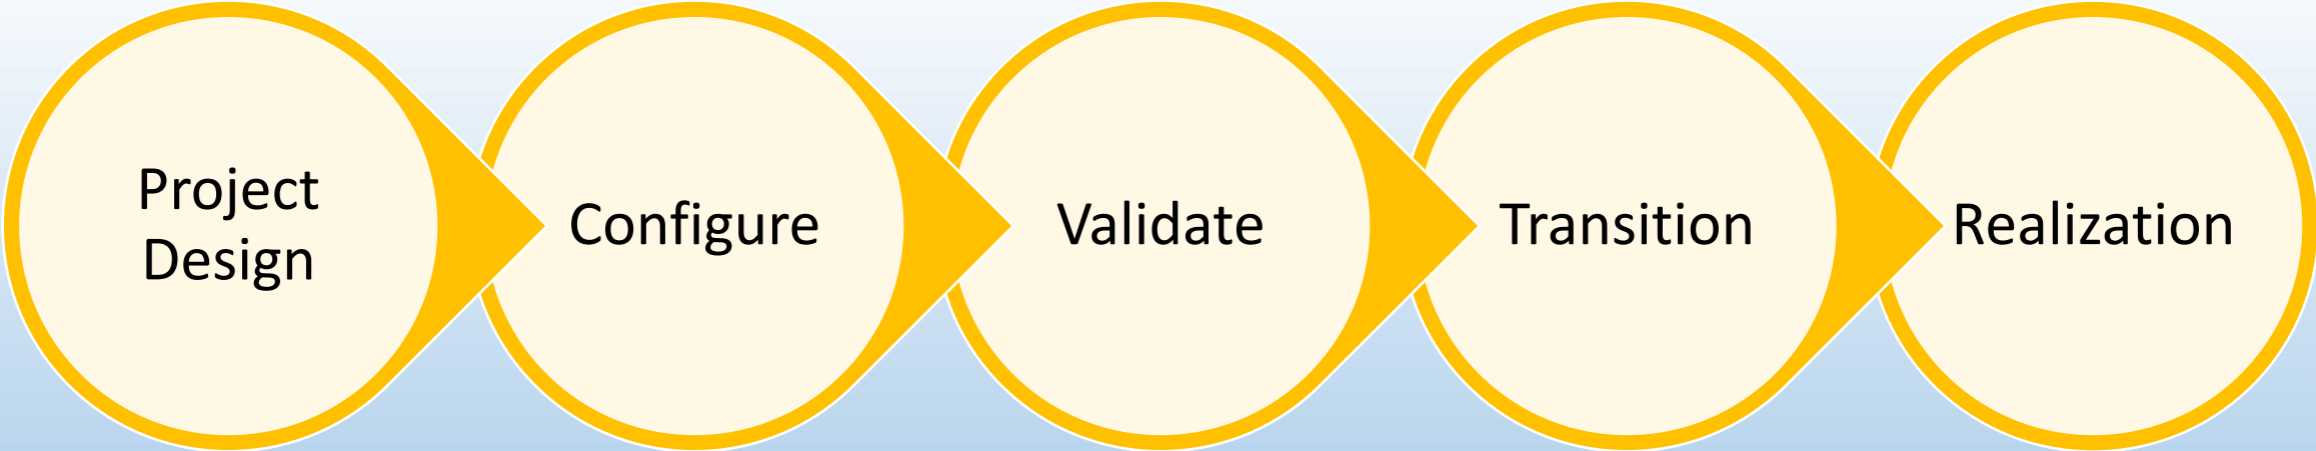 Project
Design
Configure
Validate
Transition
Realization